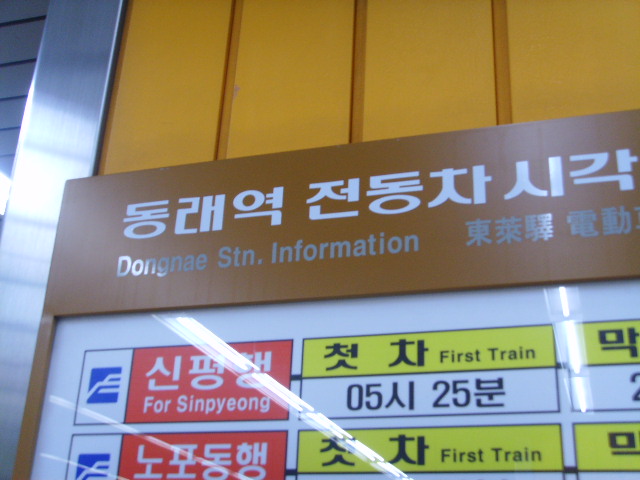 동래역 전동차 시각
Dongnae Stn. Information 東萊驛 電動
신평행 첫 차 First Train 막
For Sinpyeong 05시 25분
노포동행 첫 차 First Train 막